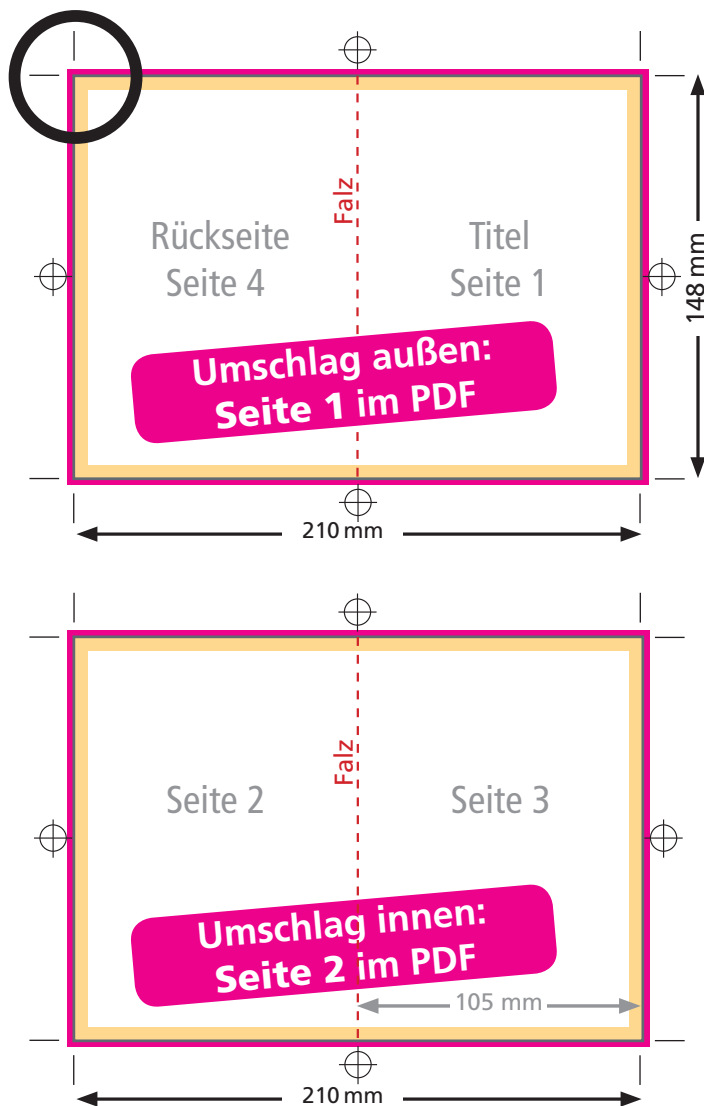 Falz
Rückseite
Seite 4
Titel
Seite 1
148 mm
Umschlag außen:
Seite 1 im PDF
210 mm
Falz
Seite 2
Seite 3
Umschlag innen:
Seite 2 im PDF
105 mm
210 mm